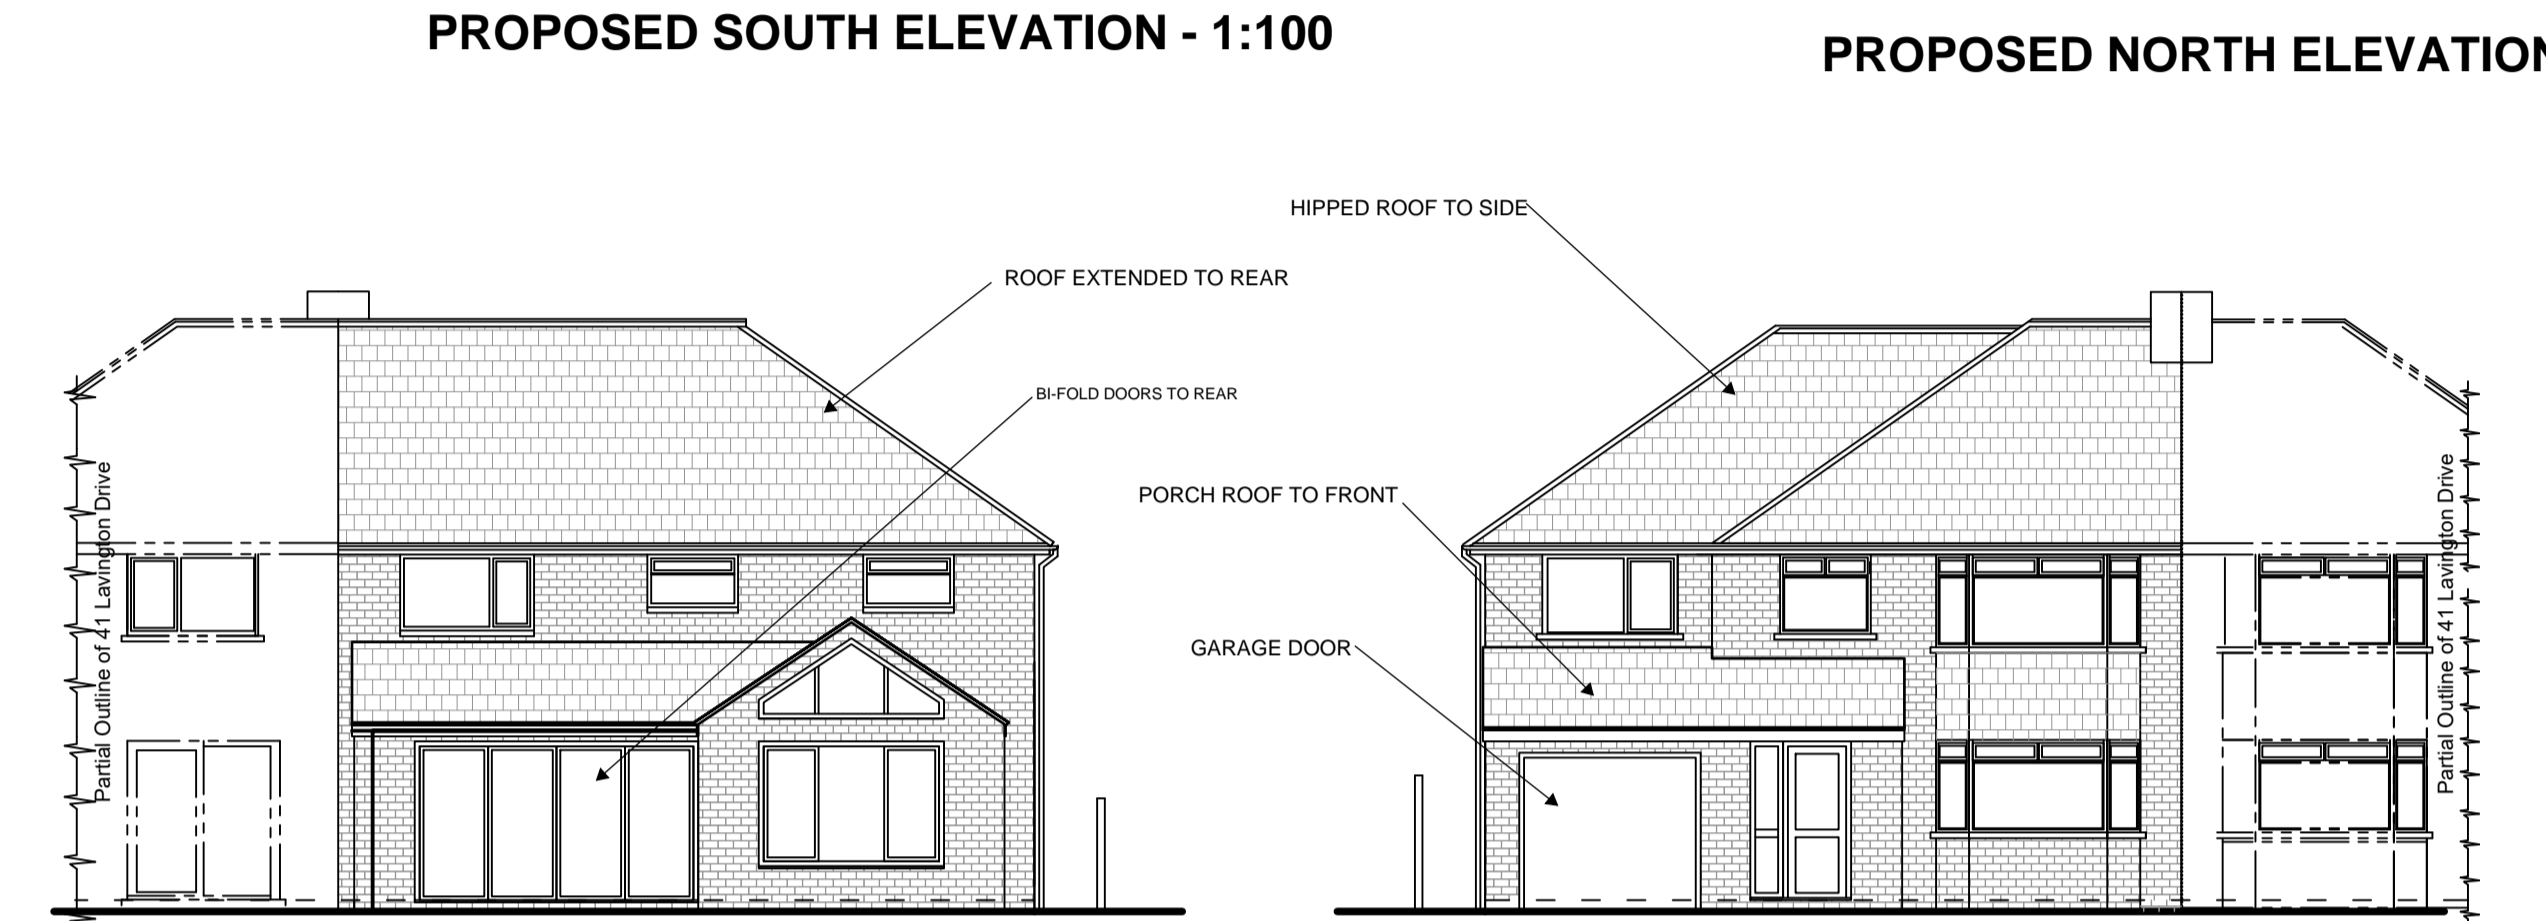 PROPOSED SOUTH ELEVATION - 1:100
PROPOSED NORTH ELEVATION
HIPPED ROOF TO SIDE
ROOF EXTENDED TO REAR
BI-FOLD DOORS TO REAR
PORCH ROOF TO FRONT
GARAGE DOOR
Partial Outline of 41 Lavington Drive
Partial Outline of 41 Lavington Drive